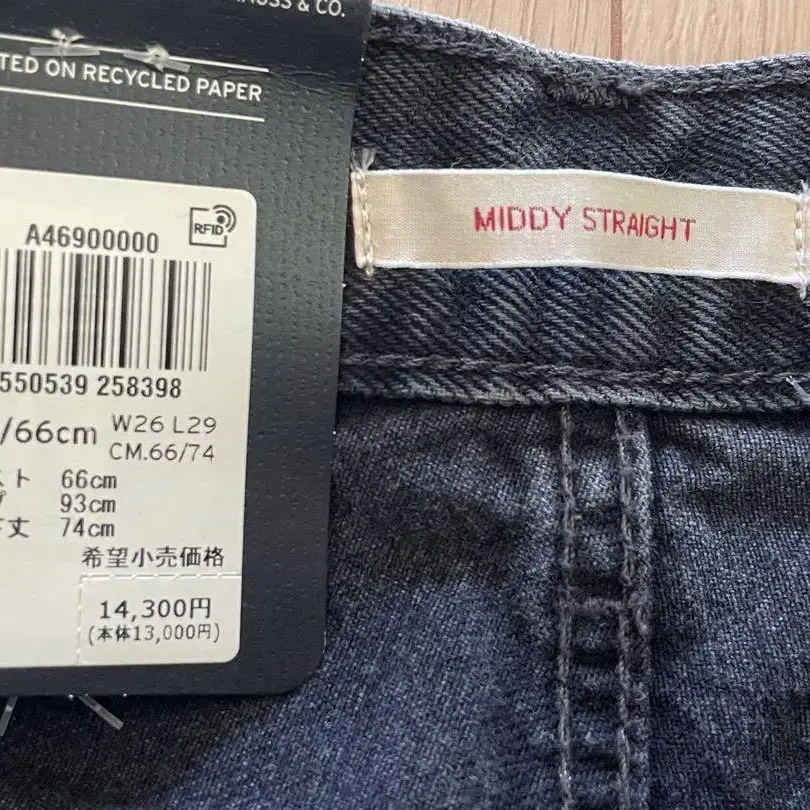 & CO.
ON RECYCLED PAPER
A46900000
RFID
550539 258398
/66cm
W26 L29
CM.66/74
ト 66cm
93cm
丈 74cm
希望小売価格
14,300円
(本体13,000円)
MIDDY STRAIGHT